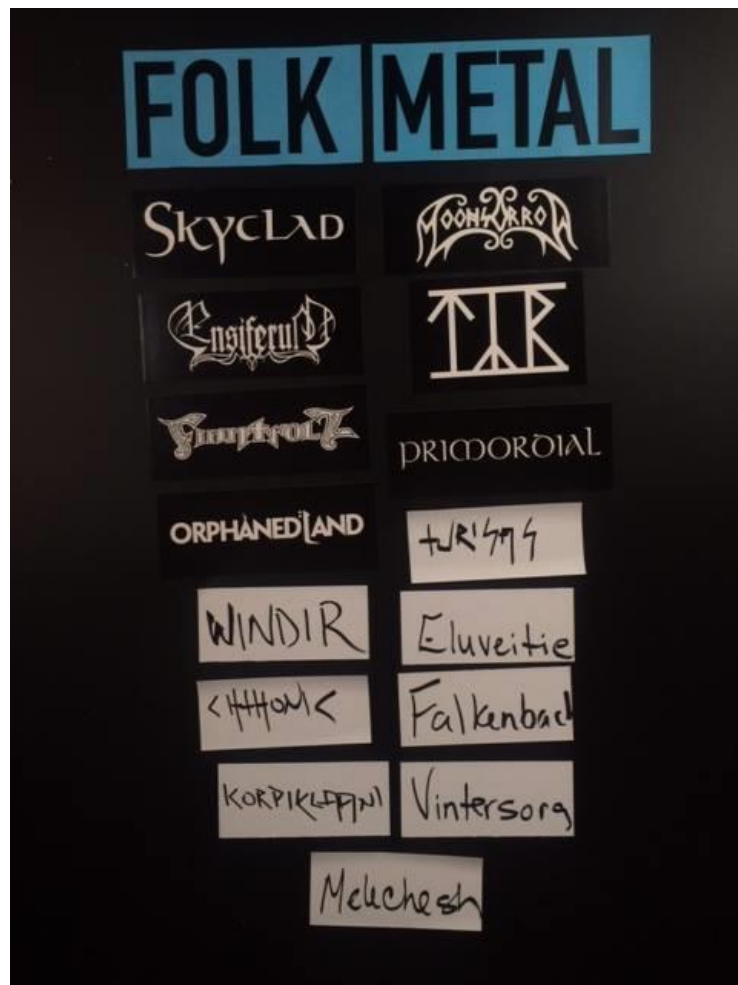 FOLK METAL
SKYCLAD
MOONSORROW
Ensiferum
TÝR
Finntroll
PRIMORDIAL
ORPHANED LAND
TURISAS
WINDIR
Eluveitie
CHTHONIC
Falkenbach
KORPIKLAANI
Vintersorg
Melechesh